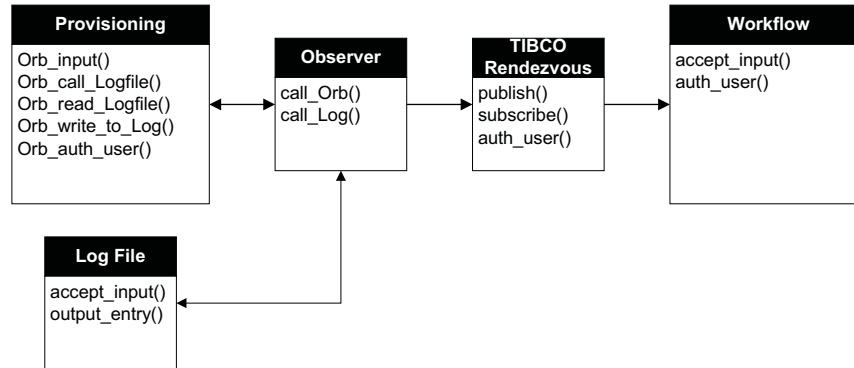 Provisioning
Orb_input()
Orb_call_Logfile()
Orb_read_Logfile()
Orb_write_to_Log()
Orb_auth_user()
Observer
call_Orb()
call_Log()
TIBCO
Rendezvous
publish()
subscribe()
auth_user()
Workflow
accept_input()
auth_user()
Log File
accept_input()
output_entry()